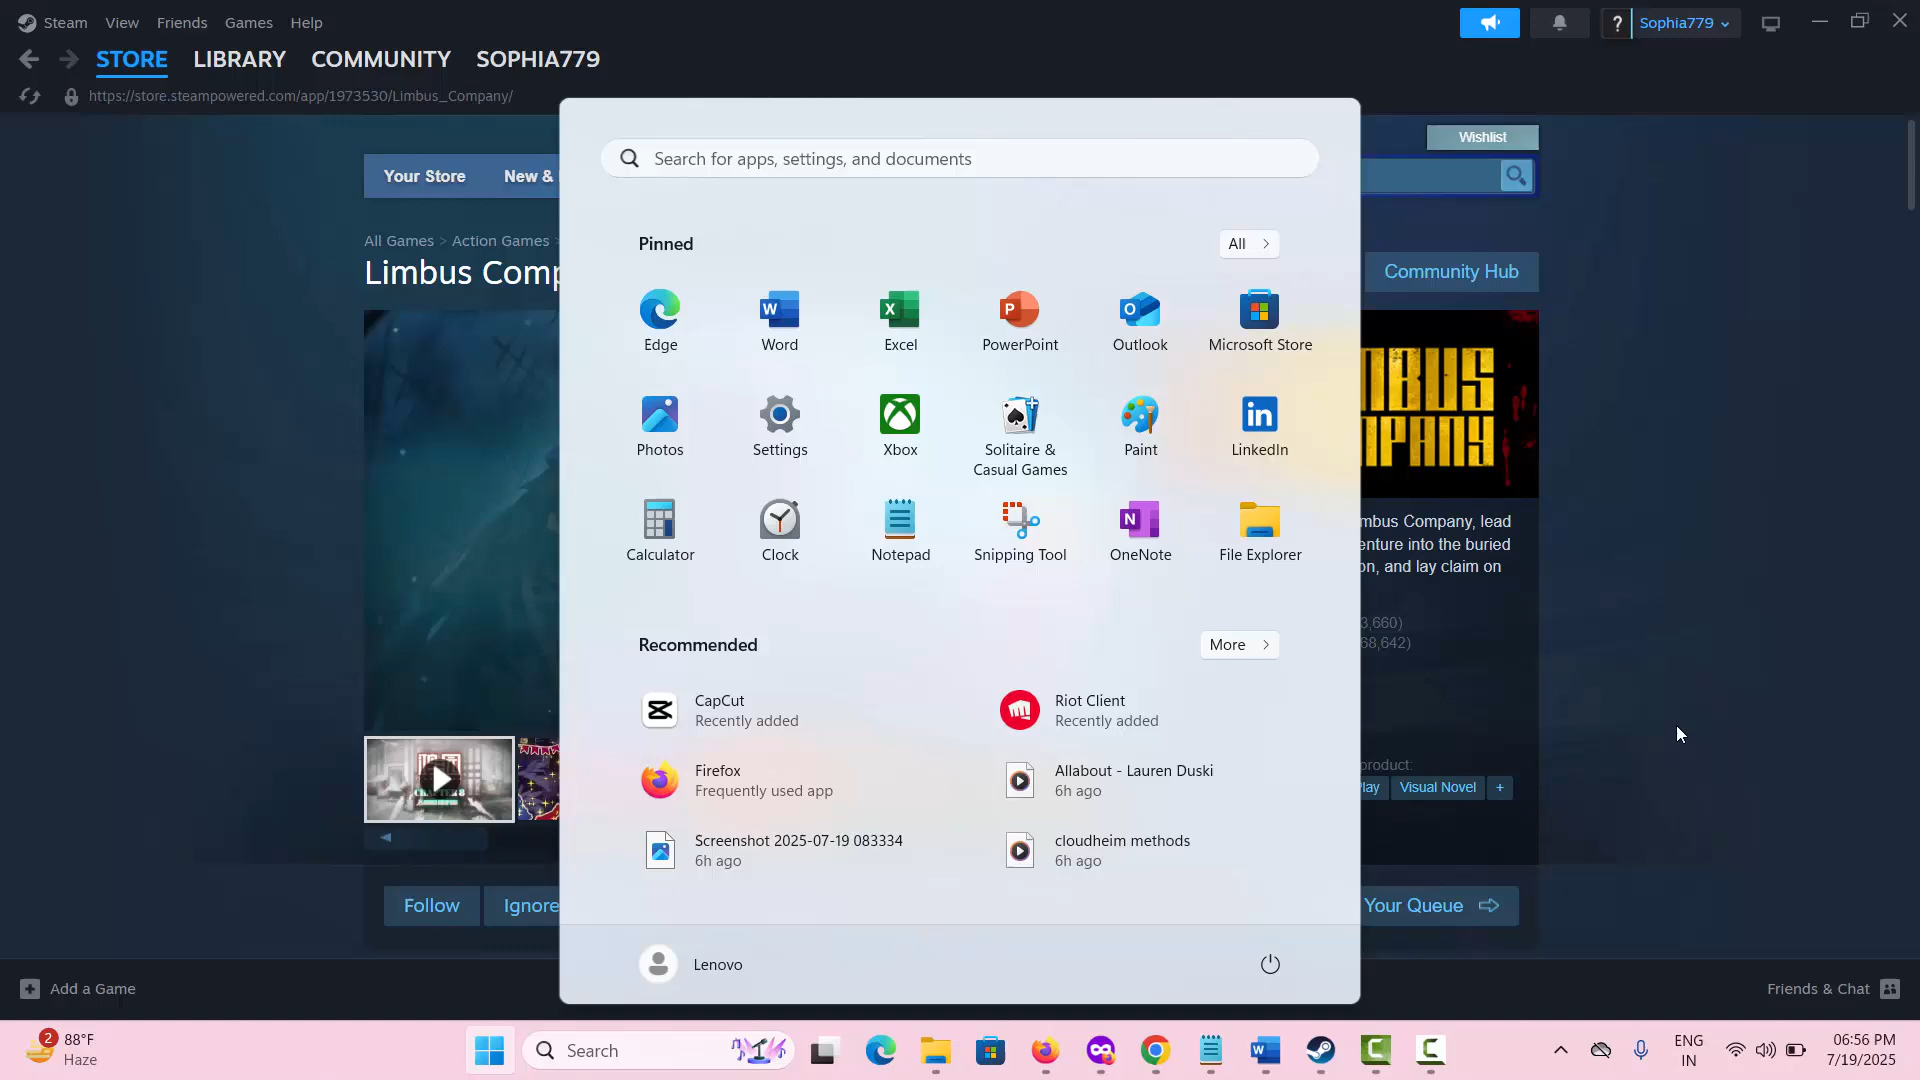 Steam View Friends Games Help
? Sophia779
STORE LIBRARY COMMUNITY SOPHIA779
https://store.steampowered.com/app/1973530/Limbus_Company/
Wishlist
Search for apps, settings, and documents
Your Store New &
All Games > Action Games >
Limbus Comp
Community Hub
Pinned
All >
Edge Word Excel PowerPoint Outlook Microsoft Store
Photos Settings Xbox Solitaire & Casual Games Paint LinkedIn
Calculator Clock Notepad Snipping Tool OneNote File Explorer
MBUS
MPANY
mbus Company, lead
enture into the buried
on, and lay claim on
3,660)
68,642)
Recommended
More >
CapCut
Recently added
Riot Client
Recently added
Firefox
Frequently used app
Allabout - Lauren Duski
6h ago
Screenshot 2025-07-19 083334
6h ago
cloudheim methods
6h ago
product:
lay Visual Novel +
Follow Ignore
Your Queue
Lenovo
Add a Game
Friends & Chat
2
88°F
Haze
Search
ENG
IN
06:56 PM
7/19/2025